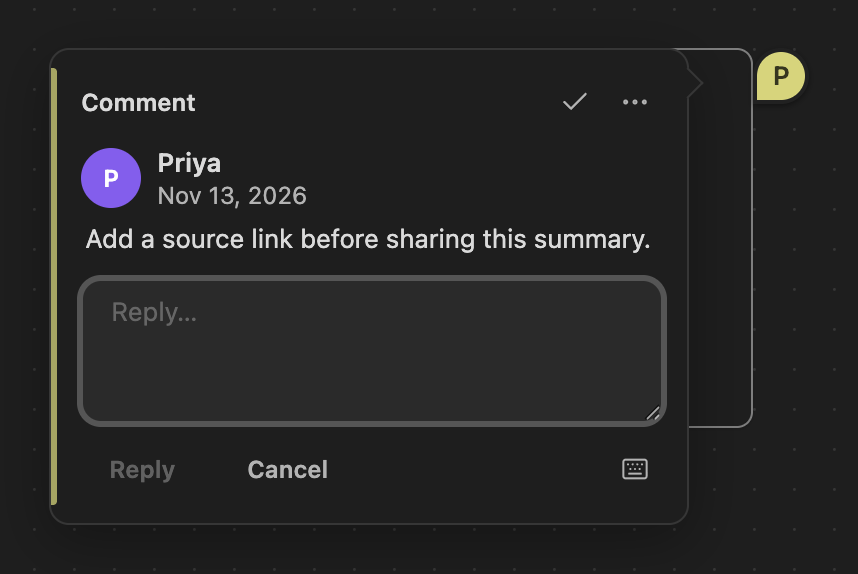 Comment
P
P
Priya
Nov 13, 2026
Add a source link before sharing this summary.
Reply...
Reply
Cancel